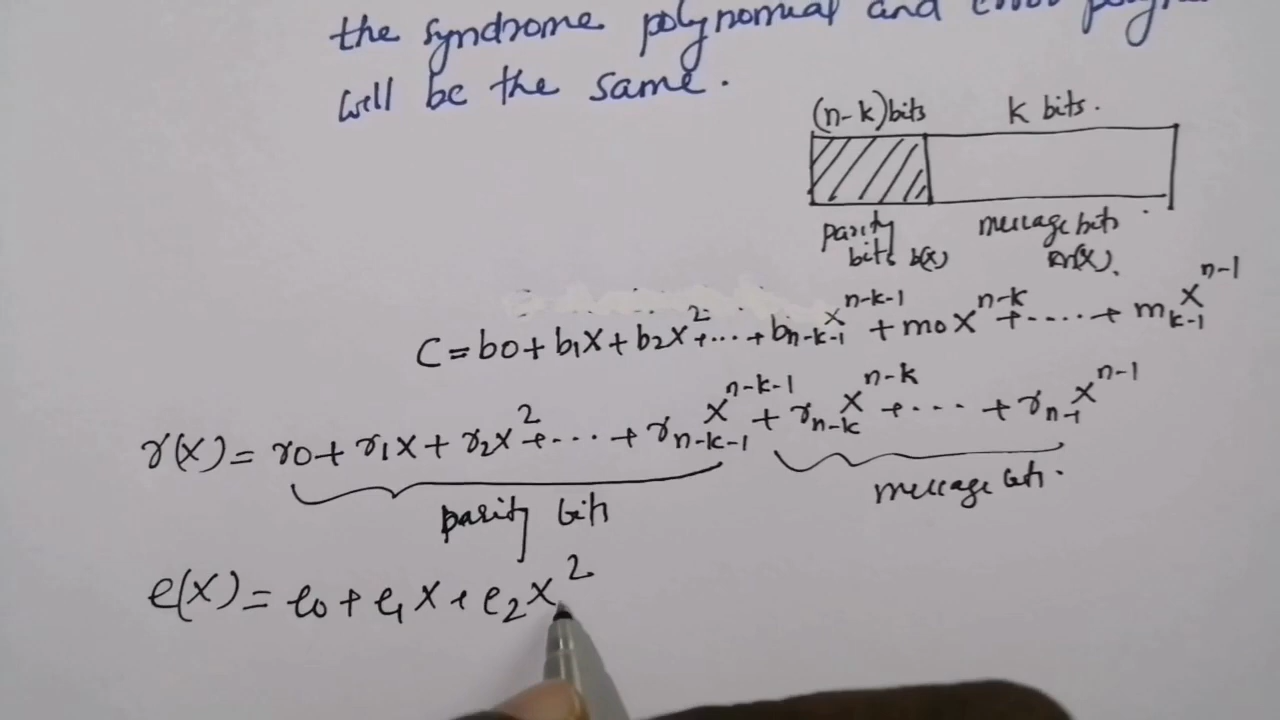 the syndrome polynomial and error
will be the same.
(n-k)bits K bits.
parity message bits
bits b(x) m(x).
C = b0 + b₁x + b₂x² + ... + bₙ₋ₖ₋₁ xⁿ⁻ᵏ⁻¹ + m0 xⁿ⁻ᵏ + ..... + mₖ₋₁ xⁿ⁻¹
r(x) = r0 + r₁x + r₂x² + ... + rₙ₋ₖ₋₁ xⁿ⁻ᵏ⁻¹ + rₙ₋ₖ xⁿ⁻ᵏ + .... + rₙ₋₁ xⁿ⁻¹
parity bits message bits.
e(x) = e0 + e₁x + e₂x²